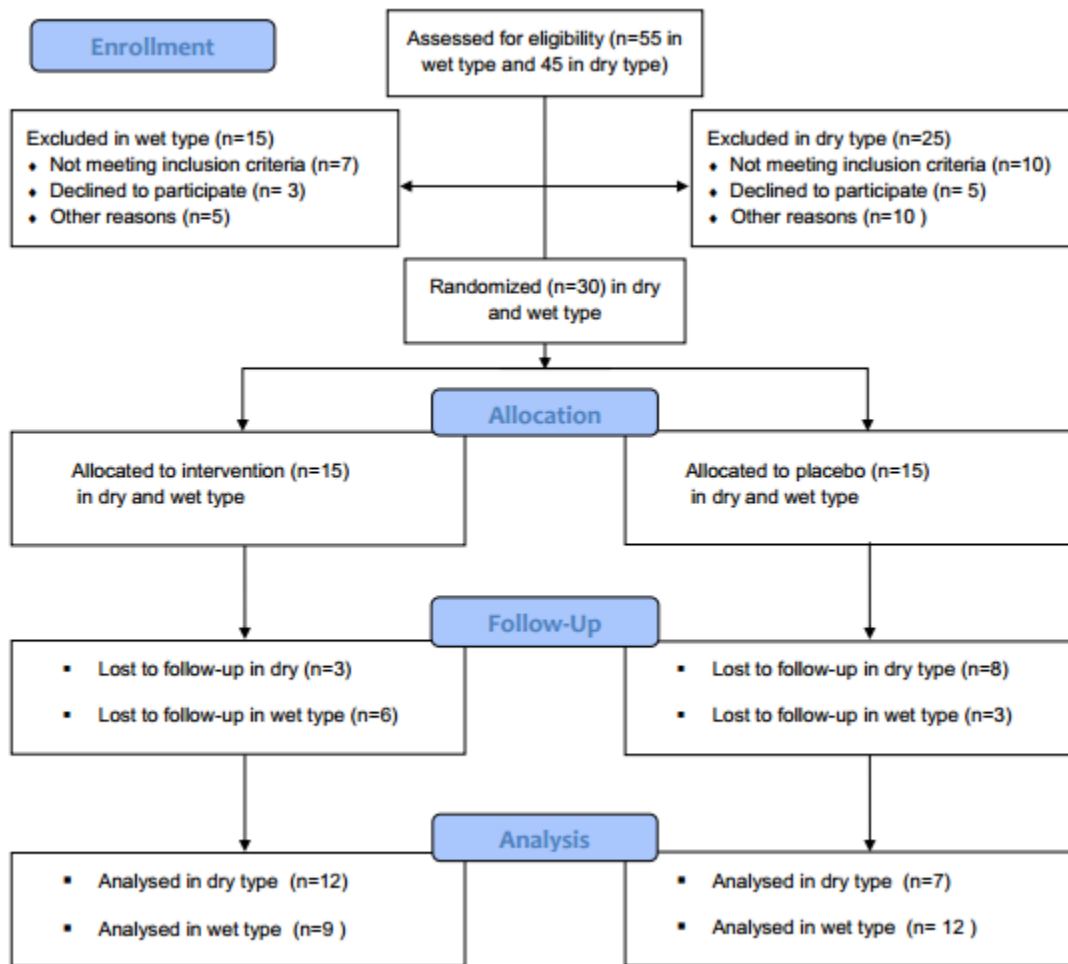 Enrollment
Assessed for eligibility (n=55 in
wet type and 45 in dry type)
Excluded in wet type (n=15)
♦ Not meeting inclusion criteria (n=7)
♦ Declined to participate (n= 3)
♦ Other reasons (n=5)
Excluded in dry type (n=25)
♦ Not meeting inclusion criteria (n=10)
♦ Declined to participate (n= 5)
♦ Other reasons (n=10 )
Randomized (n=30) in dry
and wet type
Allocation
Allocated to intervention (n=15)
in dry and wet type
Allocated to placebo (n=15)
in dry and wet type
Follow-Up
▪ Lost to follow-up in dry (n=3)
▪ Lost to follow-up in wet type (n=6)
▪ Lost to follow-up in dry type (n=8)
▪ Lost to follow-up in wet type (n=3)
Analysis
▪ Analysed in dry type (n=12)
▪ Analysed in wet type (n=9 )
▪ Analysed in dry type (n=7)
▪ Analysed in wet type (n= 12 )